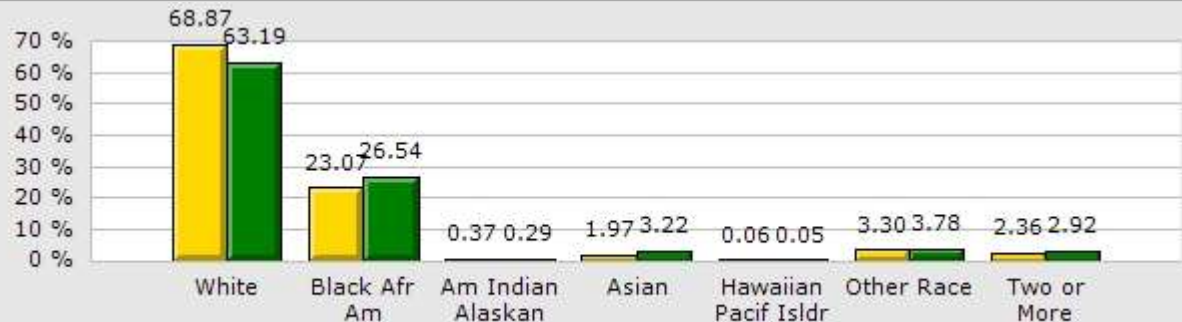 68.87
63.19
70 %
60 %
50 %
40 %
30 %
20 %
10 %
0 %
23.07 26.54
0.37 0.29
1.97 3.22
0.06 0.05
3.30 3.78
2.36 2.92
White
Black Afr
Am
Am Indian
Alaskan
Asian
Hawaiian
Pacif Isldr
Other Race
Two or
More